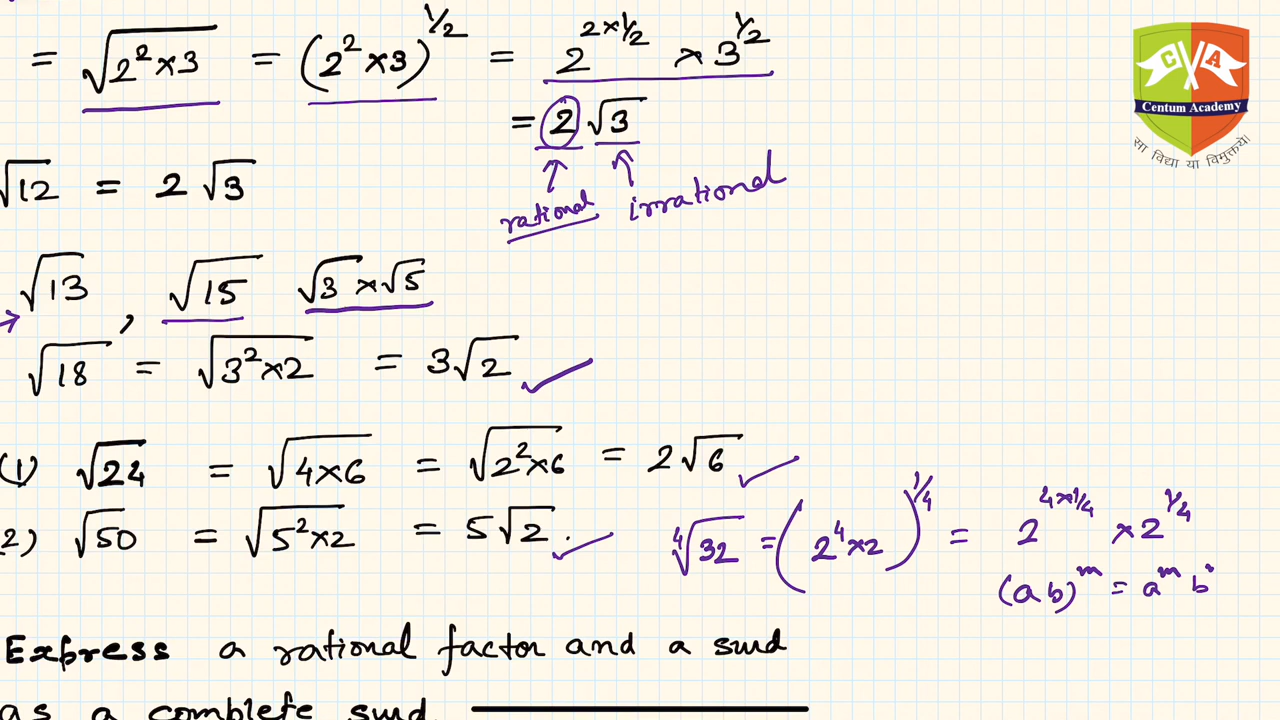 = √(2² × 3) = (2² × 3)^1/2 = 2^(2 × 1/2) × 3^1/2
= 2 √3
rational irrational
√12 = 2 √3
√13 , √15 √3 × √5
√18 = √(3² × 2) = 3√2
(1) √24 = √(4 × 6) = √(2² × 6) = 2√6
2) √50 = √(5² × 2) = 5√2 .
⁴√32 = (2⁴ × 2)^1/4 = 2^(4 × 1/4) × 2^1/4
(a b)^m = a^m b
Express a rational factor and a surd
as a complete surd.
C A
Centum Academy
सा विद्या या विमुक्तये।